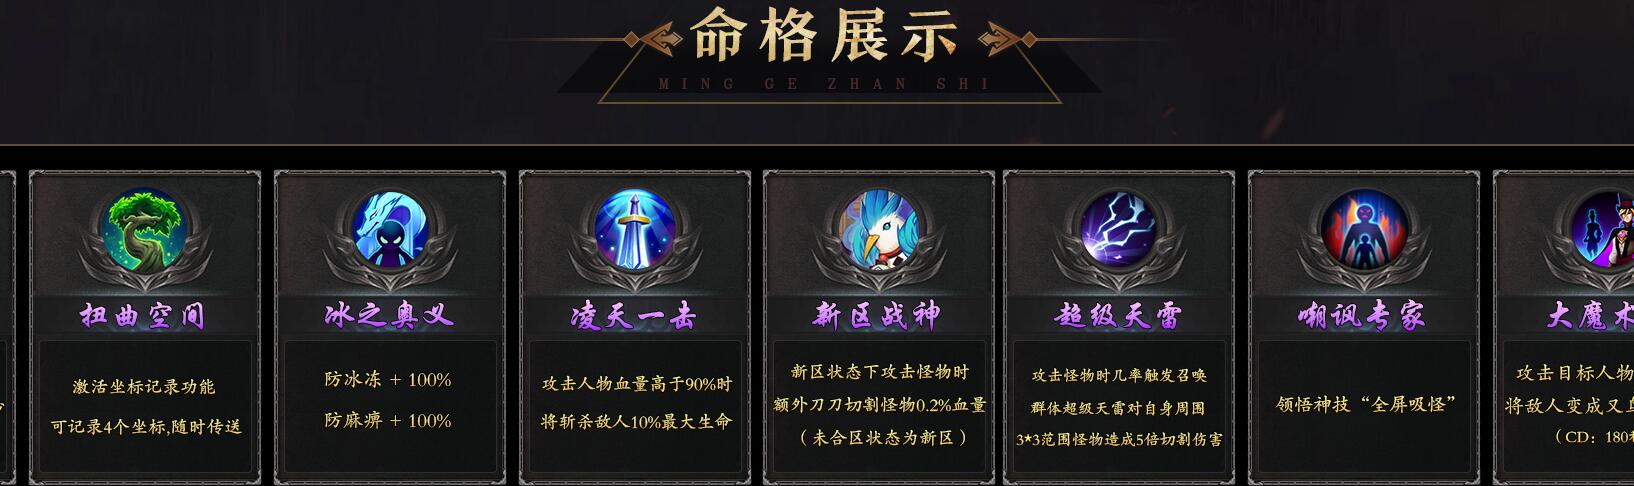 命格展示
MING GE ZHAN SHI
扭曲空间
激活坐标记录功能
可记录4个坐标,随时传送
冰之奥义
防冰冻 + 100%
防麻痹 + 100%
凌天一击
攻击人物血量高于90%时
将斩杀敌人10%最大生命
新区战神
新区状态下攻击怪物时
额外刀刀切割怪物0.2%血量
（未合区状态为新区）
超级天雷
攻击怪物时几率触发召唤
群体超级天雷对自身周围
3*3范围怪物造成5倍切割伤害
嘲讽专家
领悟神技“全屏吸怪”
大魔术
攻击目标人物
将敌人变成叉
（CD：180